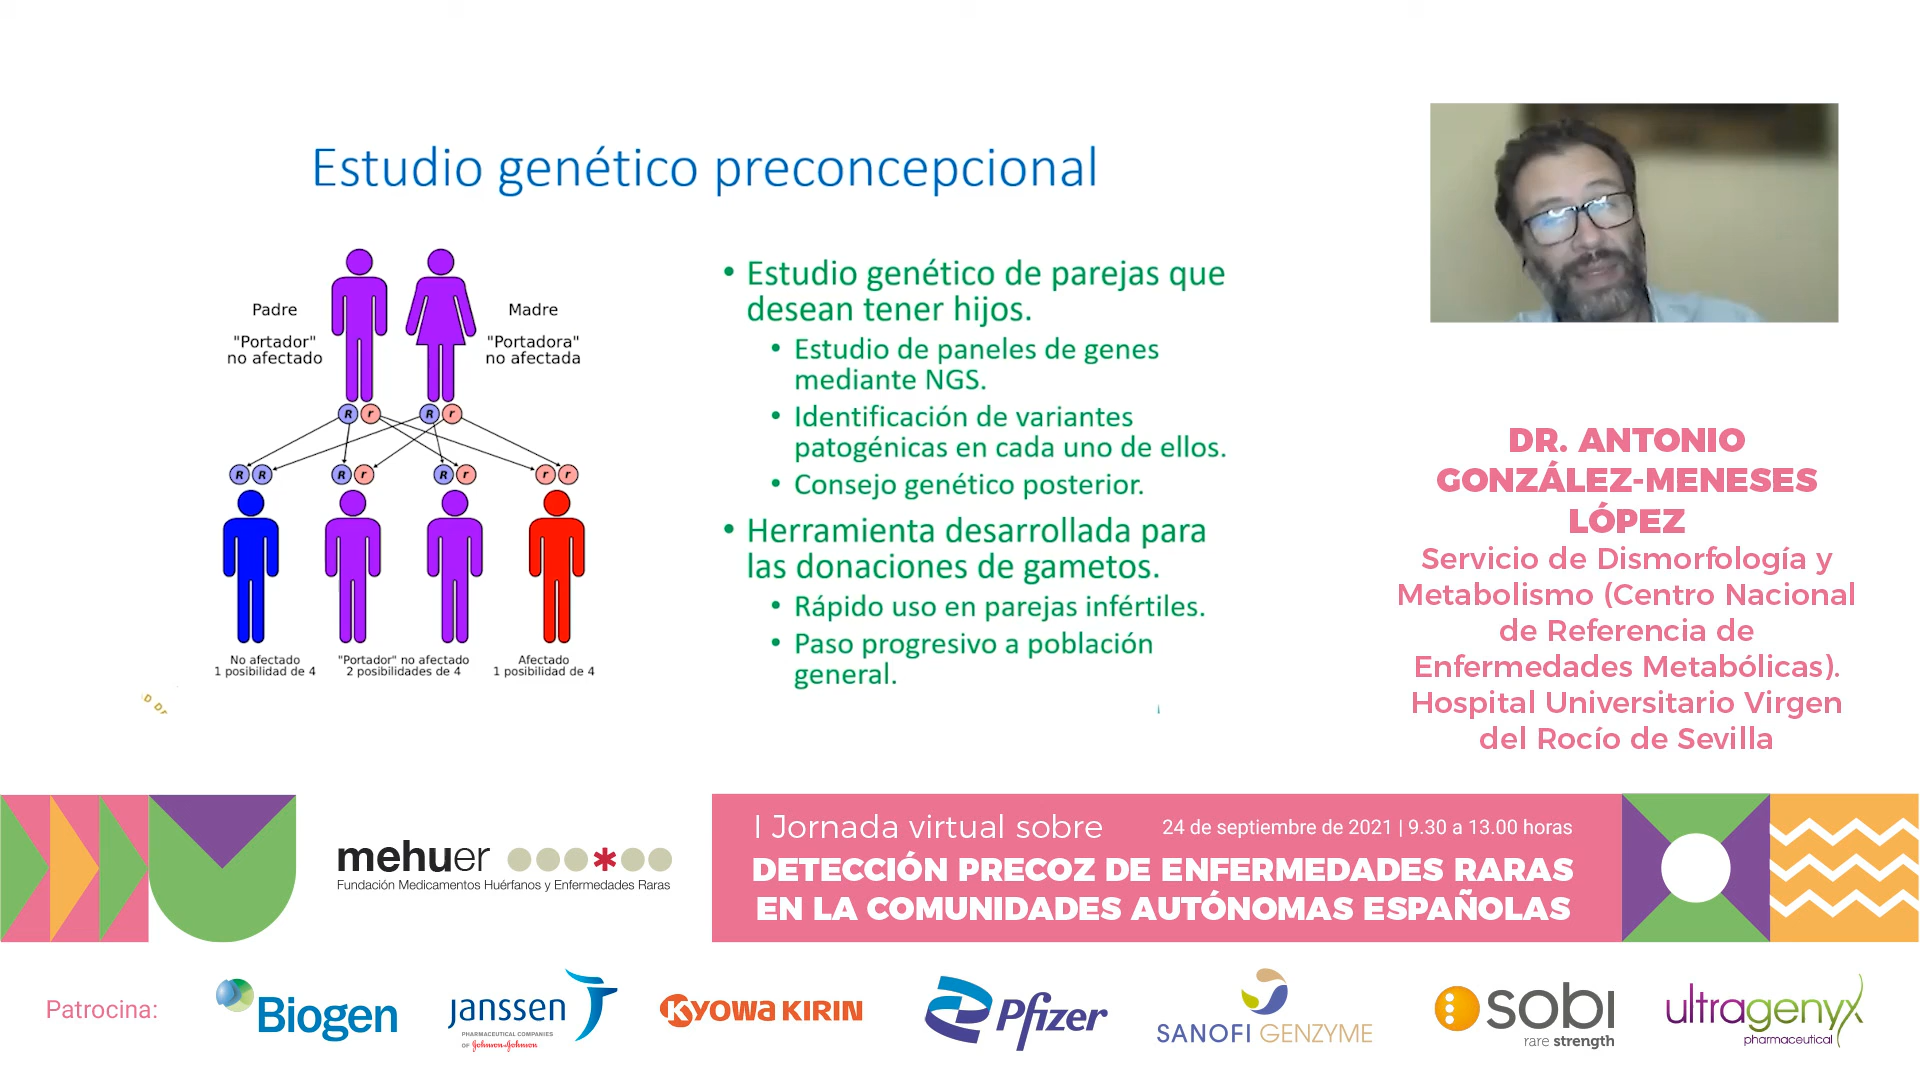 Estudio genético preconcepcional
Padre
"Portador"
no afectado
Madre
"Portadora"
no afectada
R r R r
R R R r R r r r
No afectado
1 posibilidad de 4
"Portador" no afectado
2 posibilidades de 4
Afectado
1 posibilidad de 4
• Estudio genético de parejas que
desean tener hijos.
• Estudio de paneles de genes
mediante NGS.
• Identificación de variantes
patogénicas en cada uno de ellos.
• Consejo genético posterior.
• Herramienta desarrollada para
las donaciones de gametos.
• Rápido uso en parejas infértiles.
• Paso progresivo a población
general.
DR. ANTONIO
GONZÁLEZ-MENESES
LÓPEZ
Servicio de Dismorfología y
Metabolismo (Centro Nacional
de Referencia de
Enfermedades Metabólicas).
Hospital Universitario Virgen
del Rocío de Sevilla
mehuer
Fundación Medicamentos Huérfanos y Enfermedades Raras
I Jornada virtual sobre
24 de septiembre de 2021 | 9.30 a 13.00 horas
DETECCIÓN PRECOZ DE ENFERMEDADES RARAS
EN LA COMUNIDADES AUTÓNOMAS ESPAÑOLAS
Patrocina:
Biogen
janssen
PHARMACEUTICAL COMPANIES
OF Johnson & Johnson
KYOWA KIRIN
Pfizer
SANOFI GENZYME
sobi
rare strength
ultragenyx
pharmaceutical